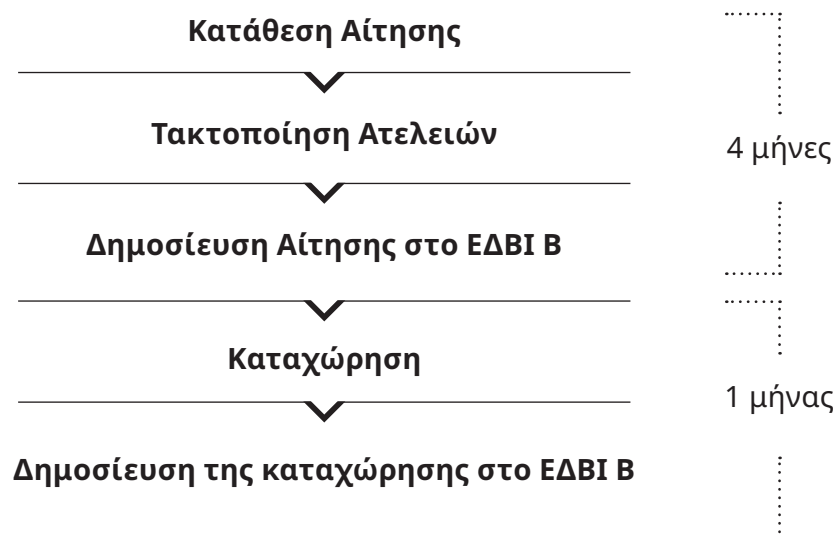 Κατάθεση Αίτησης
Τακτοποίηση Ατελειών
4 μήνες
Δημοσίευση Αίτησης στο ΕΔΒΙ Β
Καταχώρηση
1 μήνας
Δημοσίευση της καταχώρησης στο ΕΔΒΙ Β